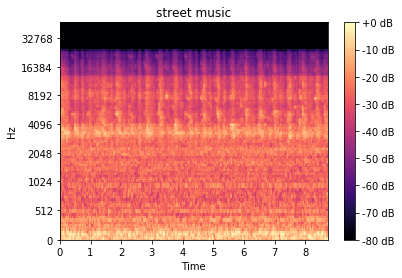 street music
Hz
32768
16384
8192
4096
2048
1024
512
0
0 1 2 3 4 5 6 7 8
Time
+0 dB
-10 dB
-20 dB
-30 dB
-40 dB
-50 dB
-60 dB
-70 dB
-80 dB